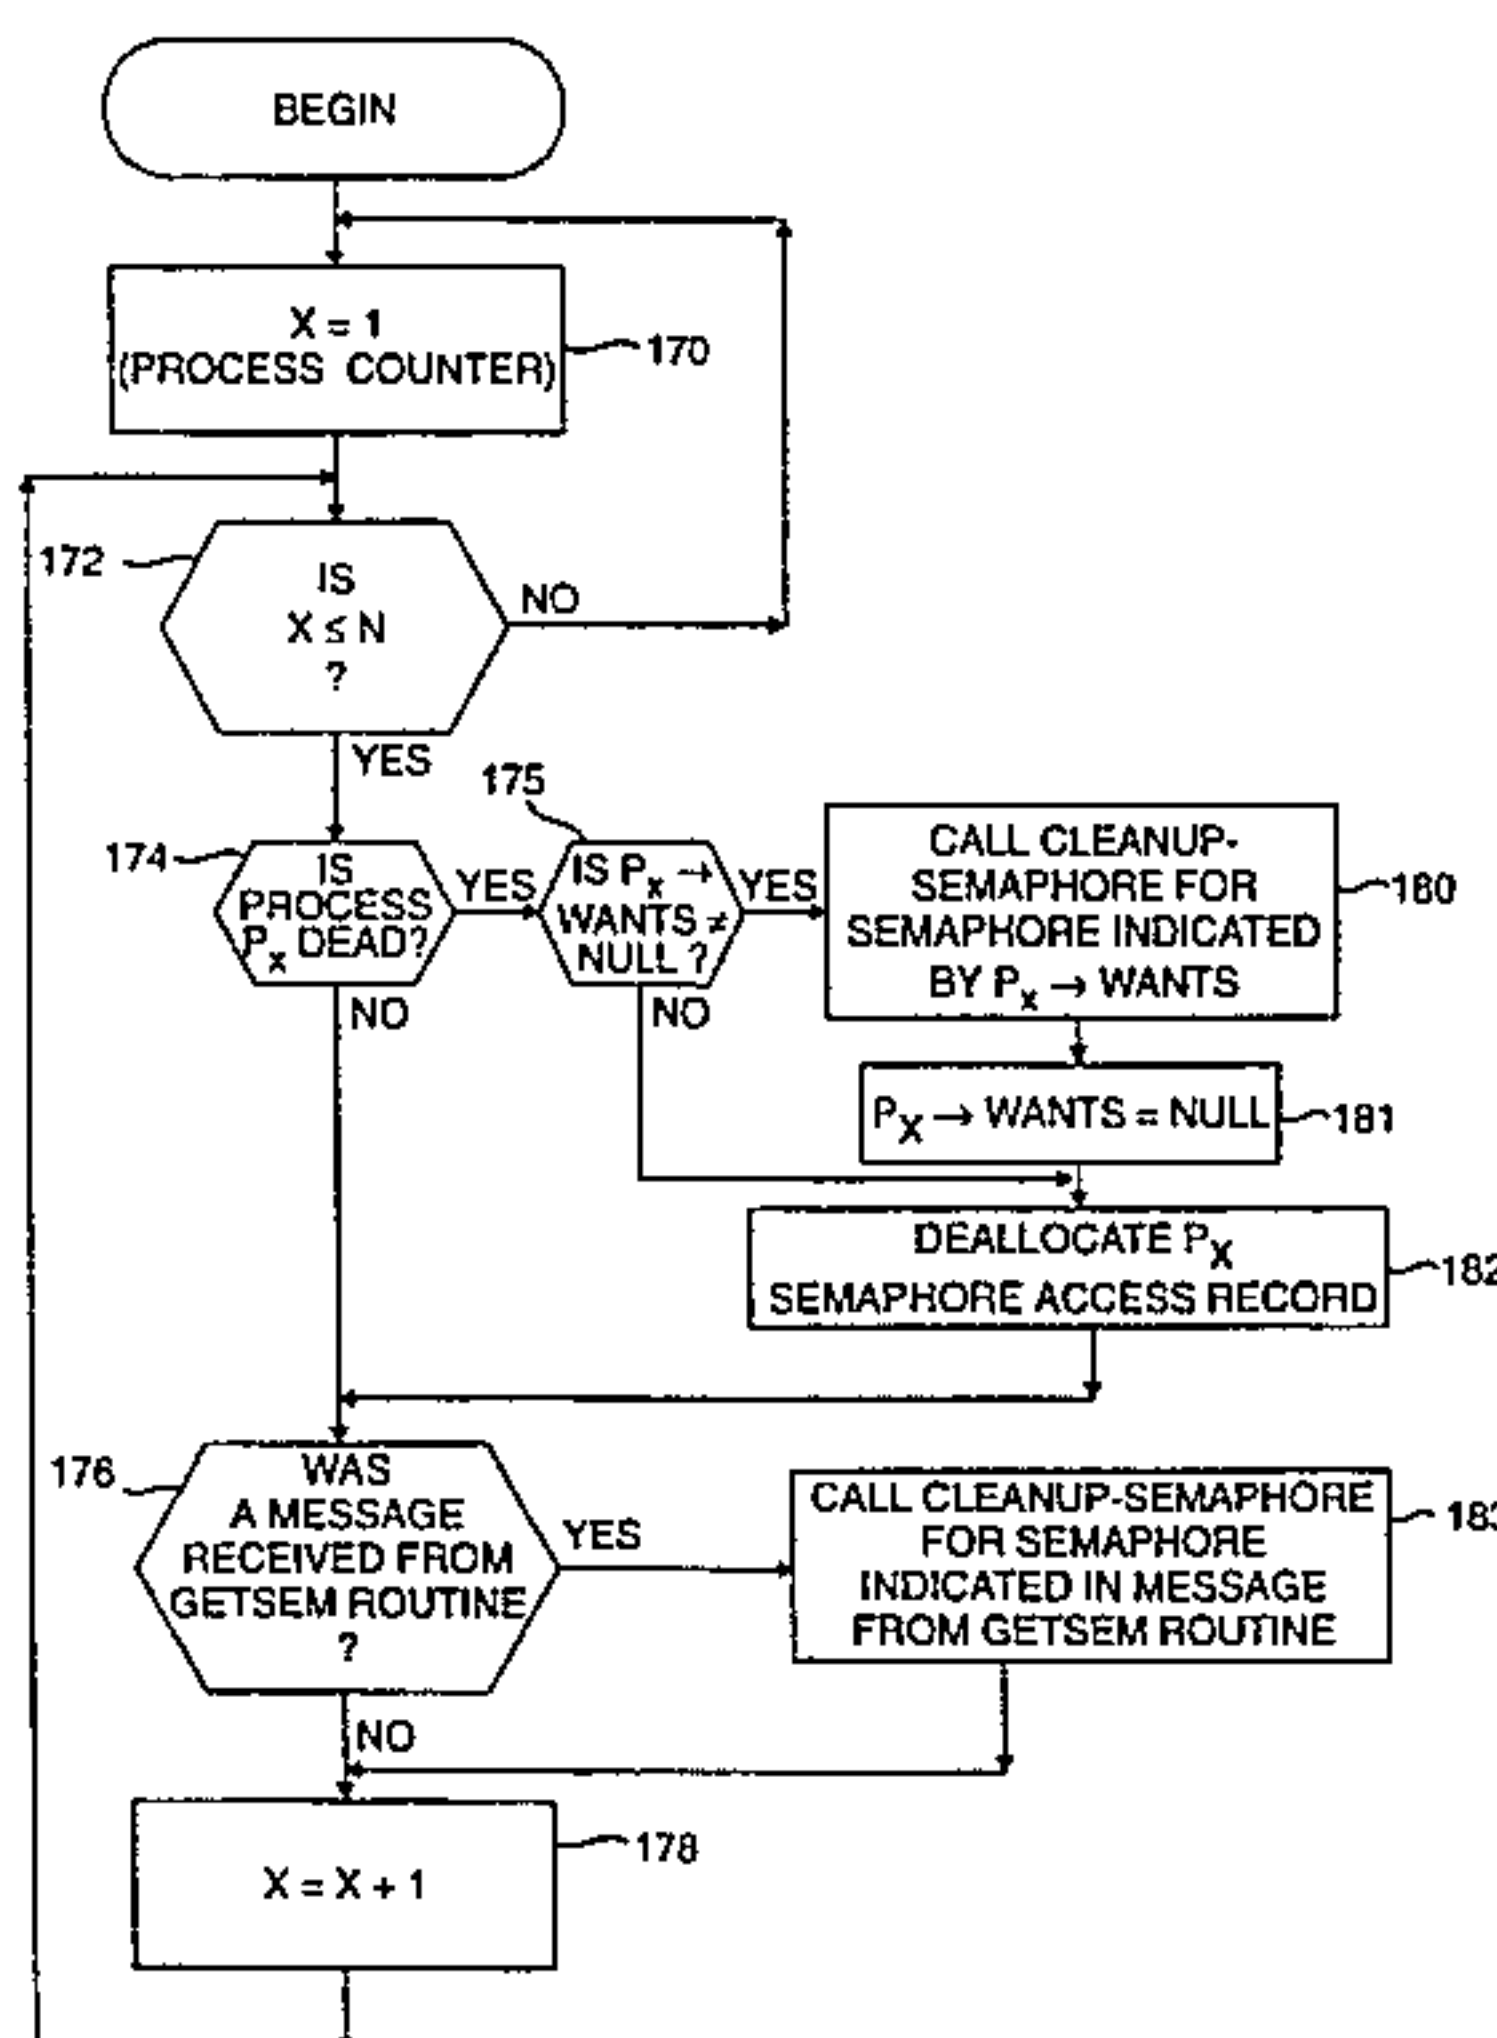 BEGIN
X = 1
(PROCESS COUNTER)
170
172
IS
X ≤ N
?
NO
YES
174
IS
PROCESS
Px DEAD?
YES
NO
175
IS Px →
WANTS ≠
NULL ?
YES
NO
CALL CLEANUP-
SEMAPHORE FOR
SEMAPHORE INDICATED
BY Px → WANTS
180
Px → WANTS = NULL
181
DEALLOCATE Px
SEMAPHORE ACCESS RECORD
182
176
WAS
A MESSAGE
RECEIVED FROM
GETSEM ROUTINE
?
YES
NO
CALL CLEANUP-SEMAPHORE
FOR SEMAPHORE
INDICATED IN MESSAGE
FROM GETSEM ROUTINE
183
X = X + 1
178